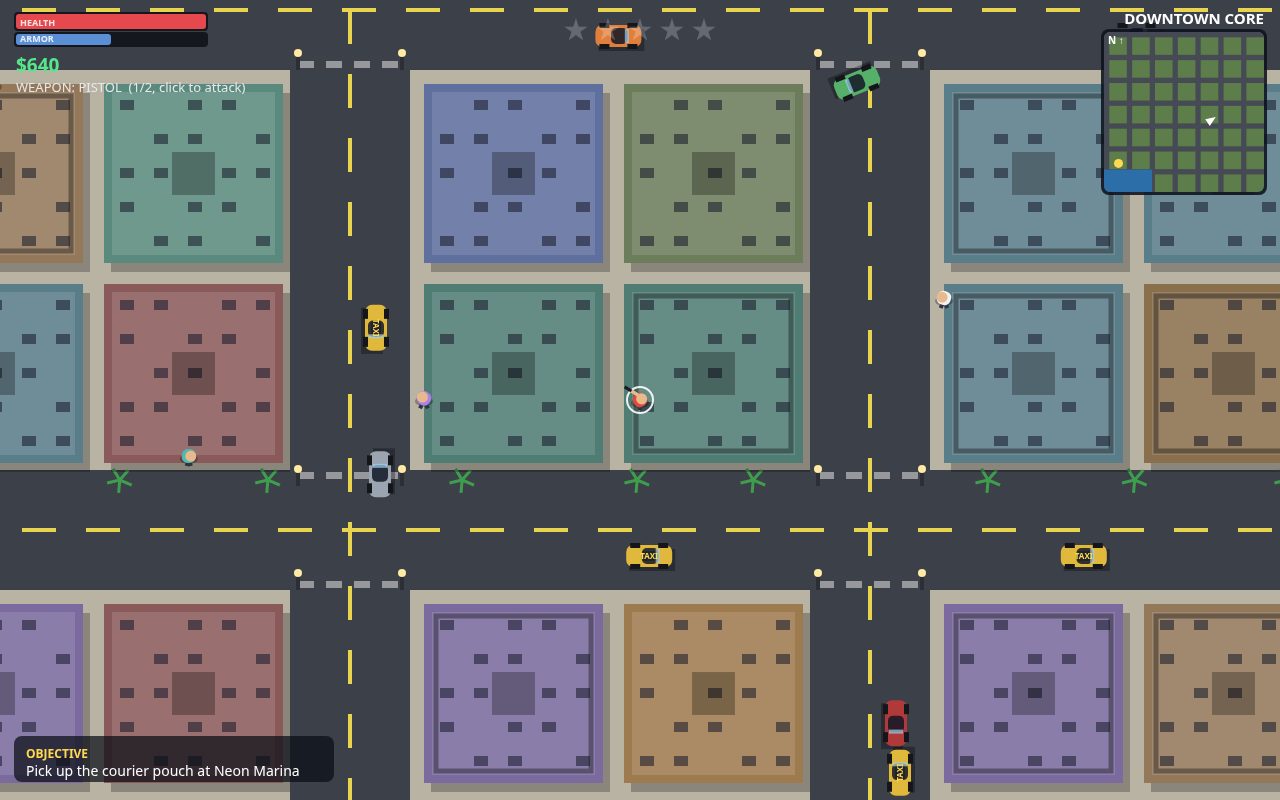 HEALTH
ARMOR
$640
WEAPON: PISTOL (1/2, click to attack)
DOWNTOWN CORE
N ↑
TAXI
TAXI
TAXI
TAXI
OBJECTIVE
Pick up the courier pouch at Neon Marina